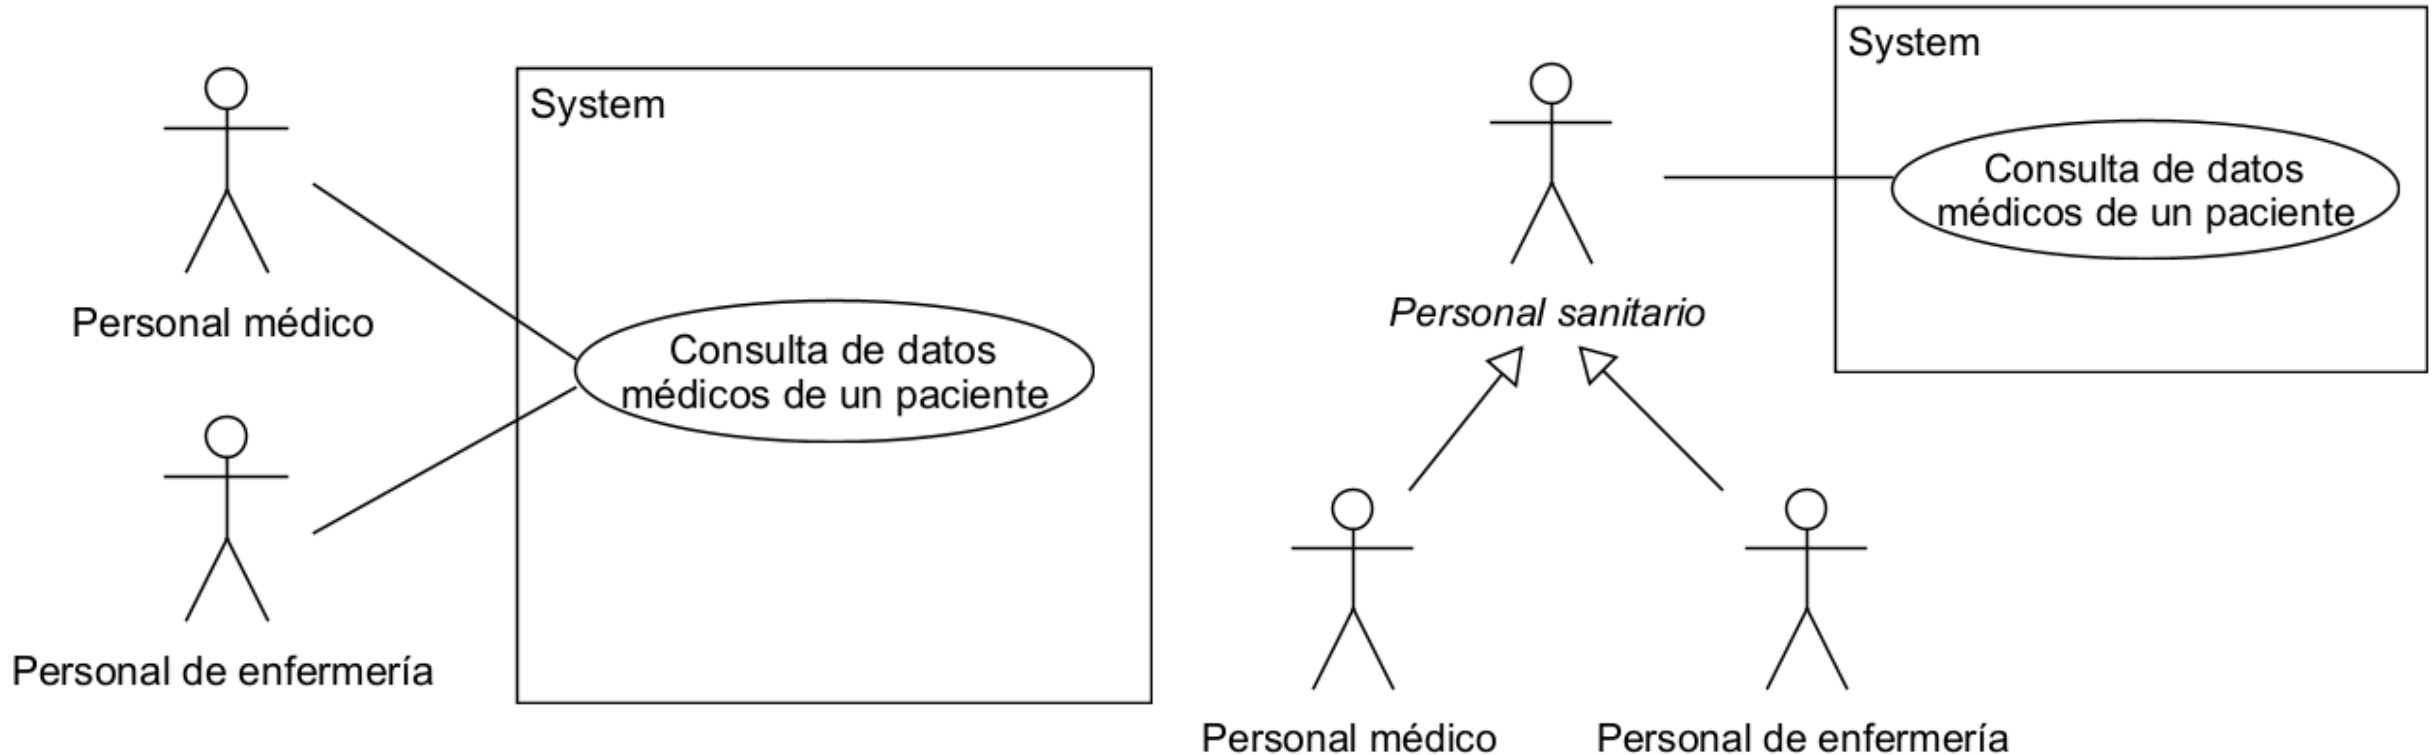 System
Personal médico
Consulta de datos
médicos de un paciente
Personal de enfermería
System
Consulta de datos
médicos de un paciente
Personal sanitario
Personal médico
Personal de enfermería